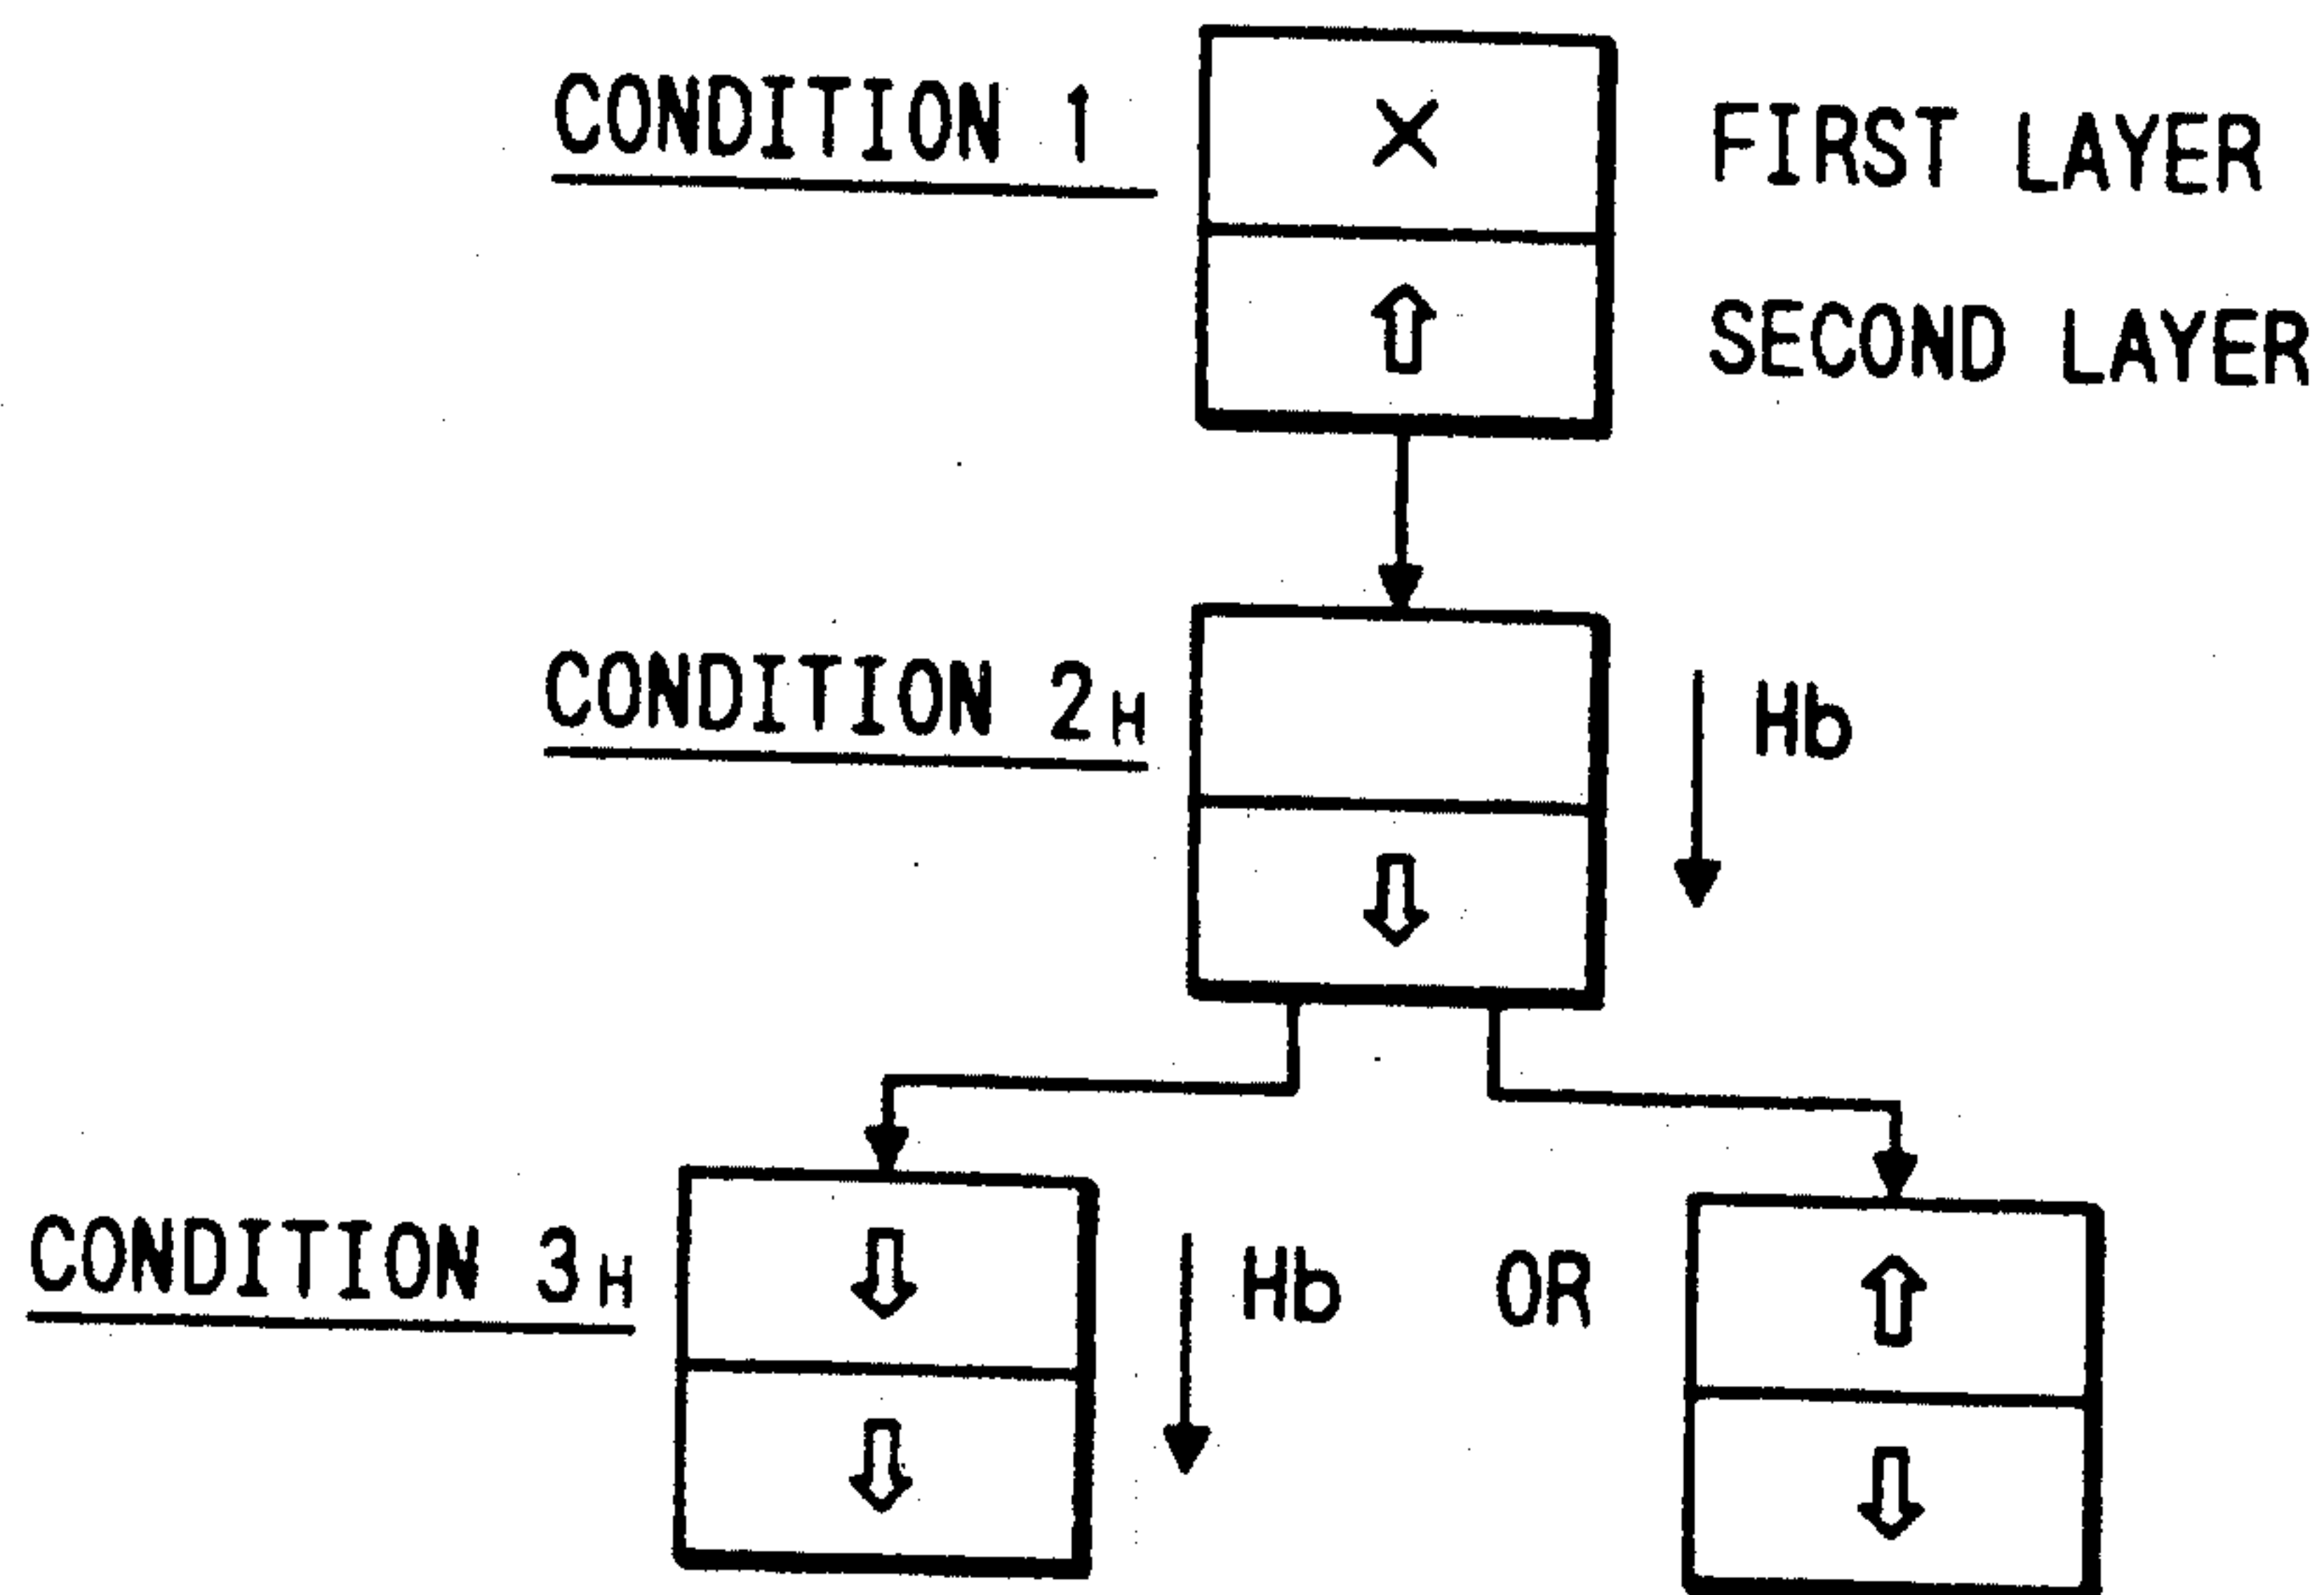 CONDITION 1
FIRST LAYER
SECOND LAYER
CONDITION 2H
Hb
CONDITION 3H
Hb
OR